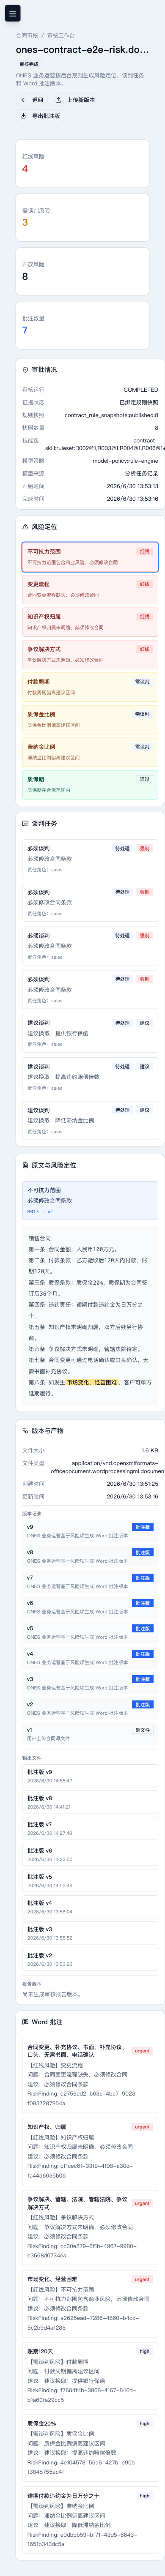 合同审核 / 审核工作台
ones-contract-e2e-risk.do...
审核完成
ONES 业务运营核后台规则生成风险定位、谈判任务
和 Word 批注版本。
返回
上传新版本
导出批注版
红线风险
4
需谈判风险
3
开放风险
8
批注数量
7
审批情况
审核运行 COMPLETED
证据状态 已绑定规则快照
规则快照 contract_rule_snapshots:published:8
快照数量 8
技能包 contract-
skill:ruleset:R002@1,R003@1,R004@1,R006@1
模型策略 model-policy:rule-engine
模型来源 分析任务记录
开始时间 2026/6/30 13:53:13
完成时间 2026/6/30 13:53:16
风险定位
不可抗力范围 红线
不可抗力范围包含商业风险，必须修改合同
变更流程 红线
合同变更流程缺失，必须修改合同
知识产权归属 红线
知识产权归属未明确，必须修改合同
争议解决方式 红线
争议解决方式未明确，必须修改合同
付款周期 需谈判
付款周期偏离建议区间
质保金比例 需谈判
质保金比例偏离建议区间
滞纳金比例 需谈判
滞纳金比例偏离建议区间
质保期 通过
质保期在合规范围内
谈判任务
必须谈判 待处理 强制
必须修改合同条款
责任角色：sales
必须谈判 待处理 强制
必须修改合同条款
责任角色：sales
必须谈判 待处理 强制
必须修改合同条款
责任角色：sales
必须谈判 待处理 强制
必须修改合同条款
责任角色：sales
建议谈判 待处理 建议
建议换取：提供银行保函
责任角色：sales
建议谈判 待处理 建议
建议换取：提高违约赔偿倍数
责任角色：sales
建议谈判 待处理 建议
建议换取：降低滞纳金比例
责任角色：sales
原文与风险定位
不可抗力范围
必须修改合同条款
R013 · v1
销售合同
第一条 合同金额：人民币100万元。
第二条 付款条款：乙方验收后120天内付款，账
期120天。
第三条 质保条款：质保金20%，质保期为合同签
订后36个月。
第四条 违约责任：逾期付款违约金为日万分之
十。
第五条 知识产权未明确归属，双方后续另行协
商。
第六条 争议解决方式未明确，管辖法院待定。
第七条 合同变更可通过电话确认或口头确认，无
需书面补充协议。
第八条 如发生市场变化、经营困难，客户可单方
延期履行。
版本与产物
文件大小 1.6 KB
文件类型 application/vnd.openxmlformats-
officedocument.wordprocessingml.documen
创建时间 2026/6/30 13:51:25
更新时间 2026/6/30 13:53:16
版本记录
v9 批注版
ONES 业务运营基于风险项生成 Word 批注版本
v8 批注版
ONES 业务运营基于风险项生成 Word 批注版本
v7 批注版
ONES 业务运营基于风险项生成 Word 批注版本
v6 批注版
ONES 业务运营基于风险项生成 Word 批注版本
v5 批注版
ONES 业务运营基于风险项生成 Word 批注版本
v4 批注版
ONES 业务运营基于风险项生成 Word 批注版本
v3 批注版
ONES 业务运营基于风险项生成 Word 批注版本
v2 批注版
ONES 业务运营基于风险项生成 Word 批注版本
v1 原文件
用户上传合同源文件
输出文件
批注版 v9
2026/6/30 14:55:47
批注版 v8
2026/6/30 14:41:21
批注版 v7
2026/6/30 14:27:48
批注版 v6
2026/6/30 14:22:50
批注版 v5
2026/6/30 14:02:49
批注版 v4
2026/6/30 13:58:04
批注版 v3
2026/6/30 13:55:52
批注版 v2
2026/6/30 13:53:23
报告版本
尚未生成审核报告版本。
Word 批注
合同变更、补充协议、书面、补充协议、 urgent
口头、无需书面、电话确认
【红线风险】变更流程
问题：合同变更流程缺失，必须修改合同
建议：必须修改合同条款
RiskFinding: e2756ed2-b63c-4ba7-9023-
f0937287954a
知识产权、归属 urgent
【红线风险】知识产权归属
问题：知识产权归属未明确，必须修改合同
建议：必须修改合同条款
RiskFinding: cf1cec6f-33f9-4f08-a30d-
fa44d6635b06
争议解决、管辖、法院、管辖法院、争议 urgent
解决方式
【红线风险】争议解决方式
问题：争议解决方式未明确，必须修改合同
建议：必须修改合同条款
RiskFinding: cc30e879-6f1b-4967-9980-
e3668d0734ea
市场变化、经营困难 urgent
【红线风险】不可抗力范围
问题：不可抗力范围包含商业风险，必须修改合同
建议：必须修改合同条款
RiskFinding: a2625ead-7286-4860-b4cd-
5c2b9d4a1286
账期120天 high
【需谈判风险】付款周期
问题：付款周期偏离建议区间
建议：建议换取：提供银行保函
RiskFinding: f7604f4b-3868-4167-846d-
b1a60fa29cc5
质保金20% high
【需谈判风险】质保金比例
问题：质保金比例偏离建议区间
建议：建议换取：提高违约赔偿倍数
RiskFinding: 4e104578-56a6-427b-b90b-
f3848755ac4f
逾期付款违约金为日万分之十 high
【需谈判风险】滞纳金比例
问题：滞纳金比例偏离建议区间
建议：建议换取：降低滞纳金比例
RiskFinding: e0dbbb59-bf71-43d5-8643-
1651b343dc5a